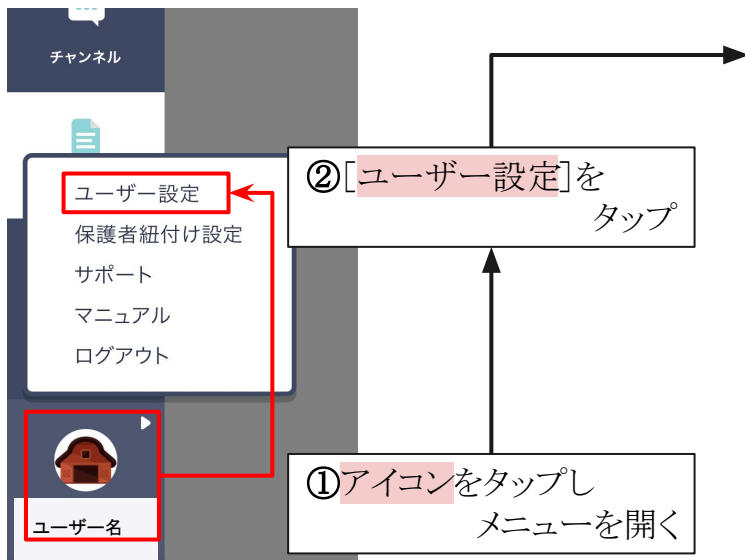 チャンネル
ユーザー設定
保護者紐付け設定
サポート
マニュアル
ログアウト
ユーザー名
②[ユーザー設定]を
タップ
①アイコンをタップし
メニューを開く